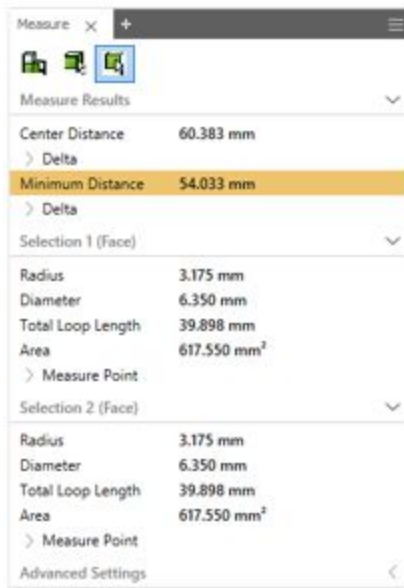 Measure
Measure Results
Center Distance 60.383 mm
Delta
Minimum Distance 54.033 mm
Delta
Selection 1 (Face)
Radius 3.175 mm
Diameter 6.350 mm
Total Loop Length 39.898 mm
Area 617.550 mm²
Measure Point
Selection 2 (Face)
Radius 3.175 mm
Diameter 6.350 mm
Total Loop Length 39.898 mm
Area 617.550 mm²
Measure Point
Advanced Settings